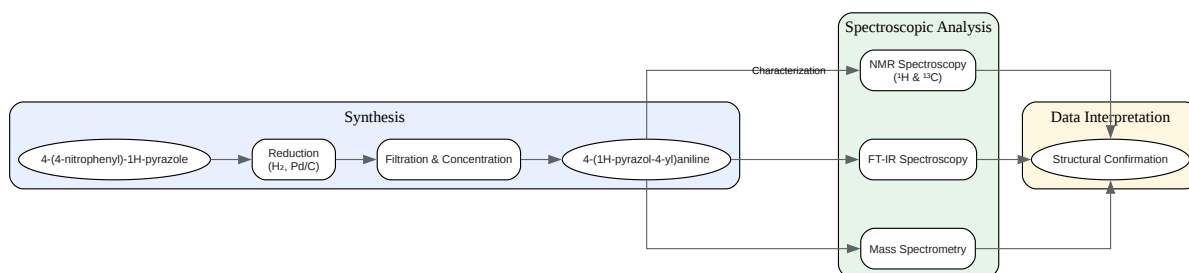 Spectroscopic Analysis
NMR Spectroscopy
(¹H & ¹³C)
Characterization
Synthesis
Data Interpretation
4-(4-nitrophenyl)-1H-pyrazole
Reduction
(H₂, Pd/C)
Filtration & Concentration
4-(1H-pyrazol-4-yl)aniline
FT-IR Spectroscopy
Structural Confirmation
Mass Spectrometry